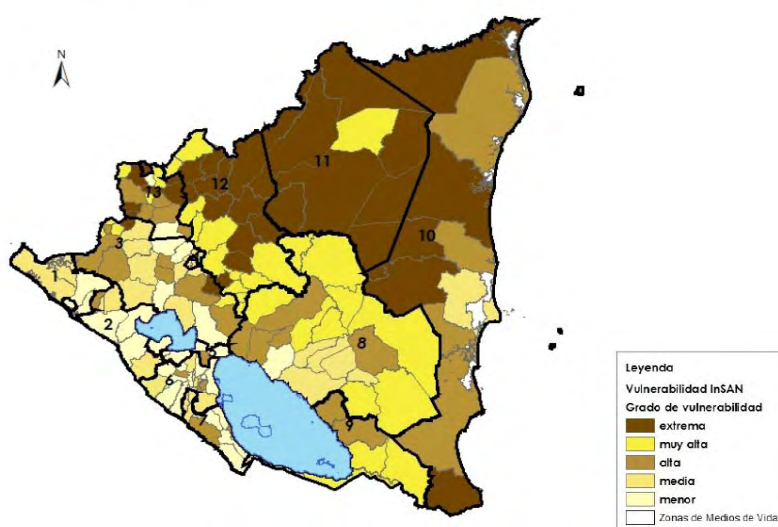 N
11
12
13
10
3
1
2
8
6
9
Leyenda
Vulnerabilidad InSAN
Grado de vulnerabilidad
extrema
muy alta
alta
media
menor
Zonas de Medios de Vida